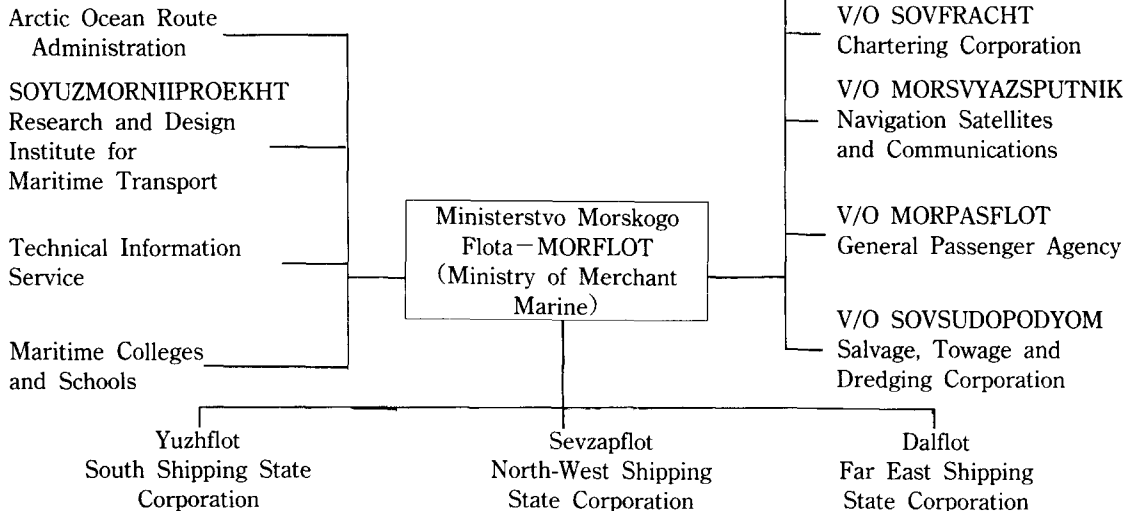 Arctic Ocean Route
Administration
SOYUZMORNIIPROEKHT
Research and Design
Institute for
Maritime Transport
Technical Information
Service
Maritime Colleges
and Schools
Ministerstvo Morskogo
Flota—MORFLOT
(Ministry of Merchant
Marine)
V/O SOVFRACHT
Chartering Corporation
V/O MORSVYAZSPUTNIK
Navigation Satellites
and Communications
V/O MORPASFLOT
General Passenger Agency
V/O SOVSUDOPODYOM
Salvage, Towage and
Dredging Corporation
Yuzhflot
South Shipping State
Corporation
Sevzapflot
North-West Shipping
State Corporation
Dalflot
Far East Shipping
State Corporation